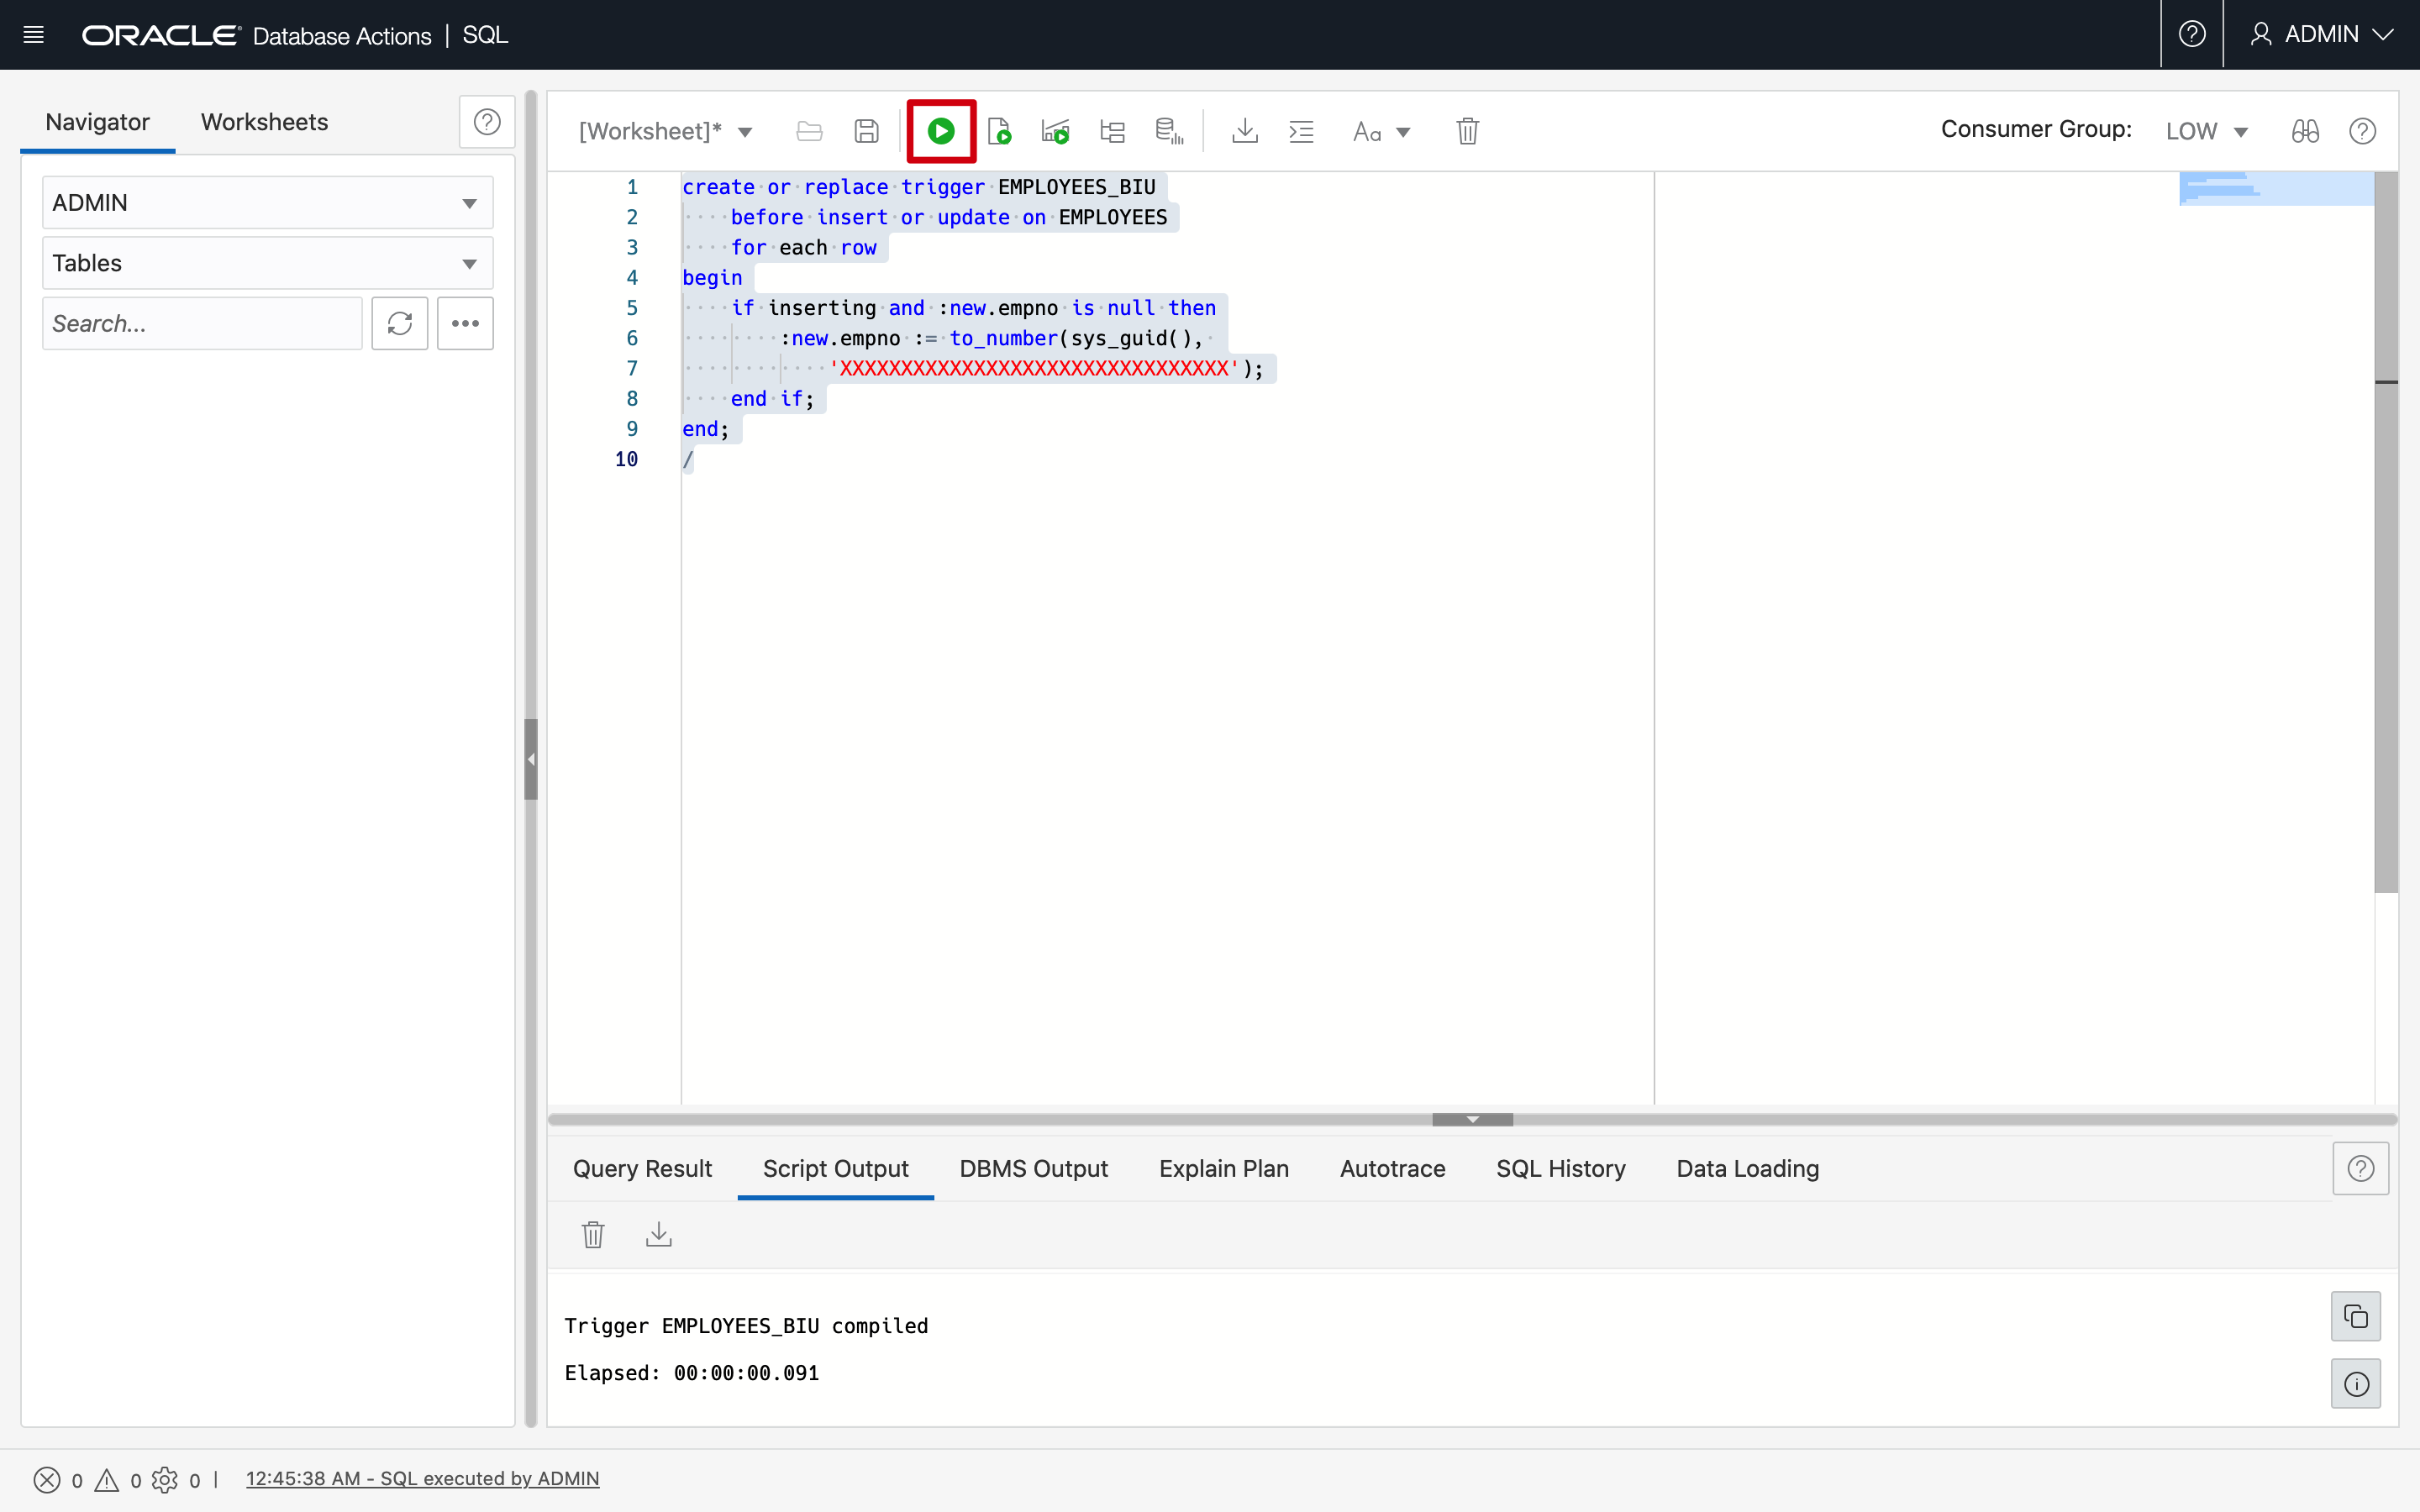 ORACLE Database Actions | SQL
ADMIN
Navigator
Worksheets
ADMIN
Tables
Search...
[Worksheet]*
Aa
Consumer Group:
LOW
1 create or replace trigger EMPLOYEES_BIU
2 before insert or update on EMPLOYEES
3 for each row
4 begin
5 if inserting and :new.empno is null then
6 :new.empno := to_number(sys_guid(),
7 'XXXXXXXXXXXXXXXXXXXXXXXXXXXXXXXX');
8 end if;
9 end;
10 /
Query Result
Script Output
DBMS Output
Explain Plan
Autotrace
SQL History
Data Loading
Trigger EMPLOYEES_BIU compiled
Elapsed: 00:00:00.091
0 0 0 | 12:45:38 AM - SQL executed by ADMIN